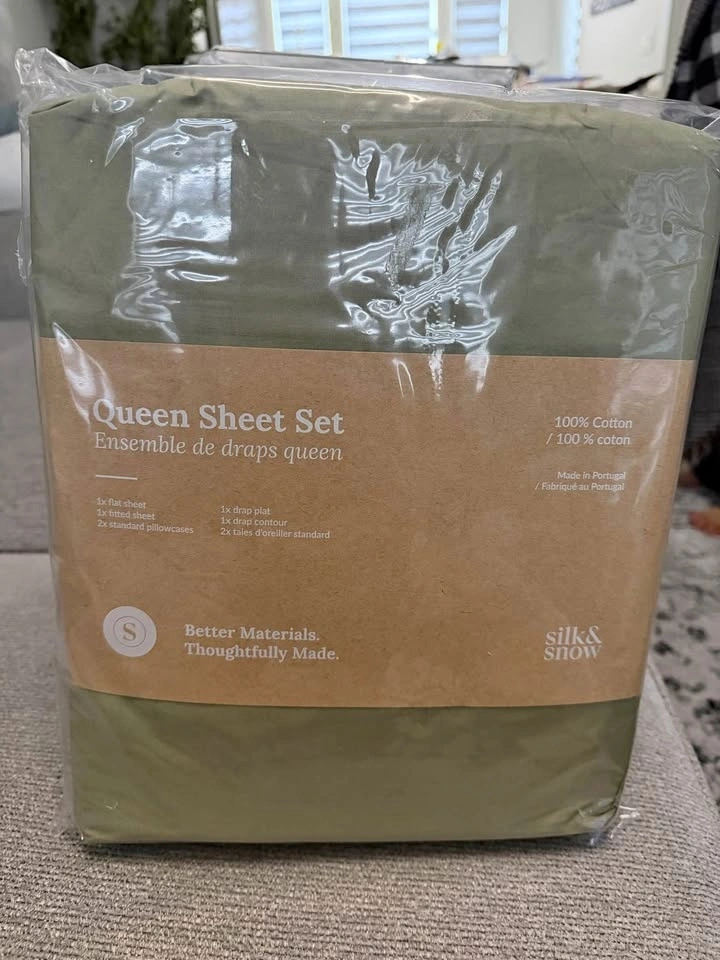 Queen Sheet Set
Ensemble de draps queen
100% Cotton
/ 100 % coton
Made in Portugal
/ Fabriqué au Portugal
1x flat sheet
1x fitted sheet
2x standard pillowcases
1x drap plat
1x drap contour
2x taies d'oreiller standard
S
Better Materials.
Thoughtfully Made.
silk&
snow